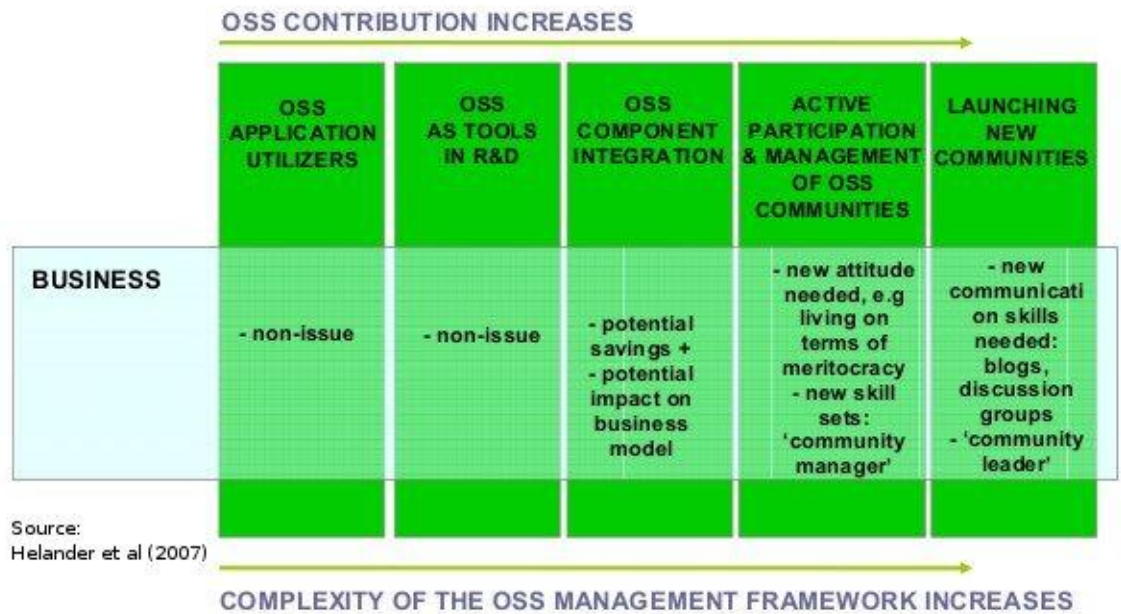 OSS CONTRIBUTION INCREASES
OSS
APPLICATION
UTILIZERS
OSS
AS TOOLS
IN R&D
OSS
COMPONENT
INTEGRATION
ACTIVE
PARTICIPATION
& MANAGEMENT
OF OSS
COMMUNITIES
LAUNCHING
NEW
COMMUNITIES
BUSINESS
- non-issue
- non-issue
- potential
savings +
- potential
impact on
business
model
- new attitude
needed, e.g
living on
terms of
meritocracy
- new skill
sets:
‘community
manager’
- new
communicati
on skills
needed:
blogs,
discussion
groups
- ‘community
leader’
Source:
Helander et al (2007)
COMPLEXITY OF THE OSS MANAGEMENT FRAMEWORK INCREASES